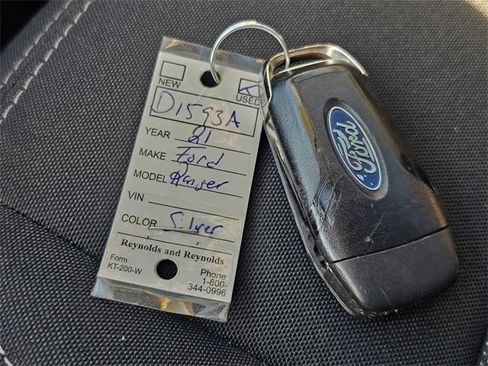 NEW USED
D1593A
YEAR 21
MAKE Ford
MODEL Ranger
VIN
COLOR Silver
Reynolds and Reynolds
Form
KT-200-W
Phone
1-800-
344-0996
Ford